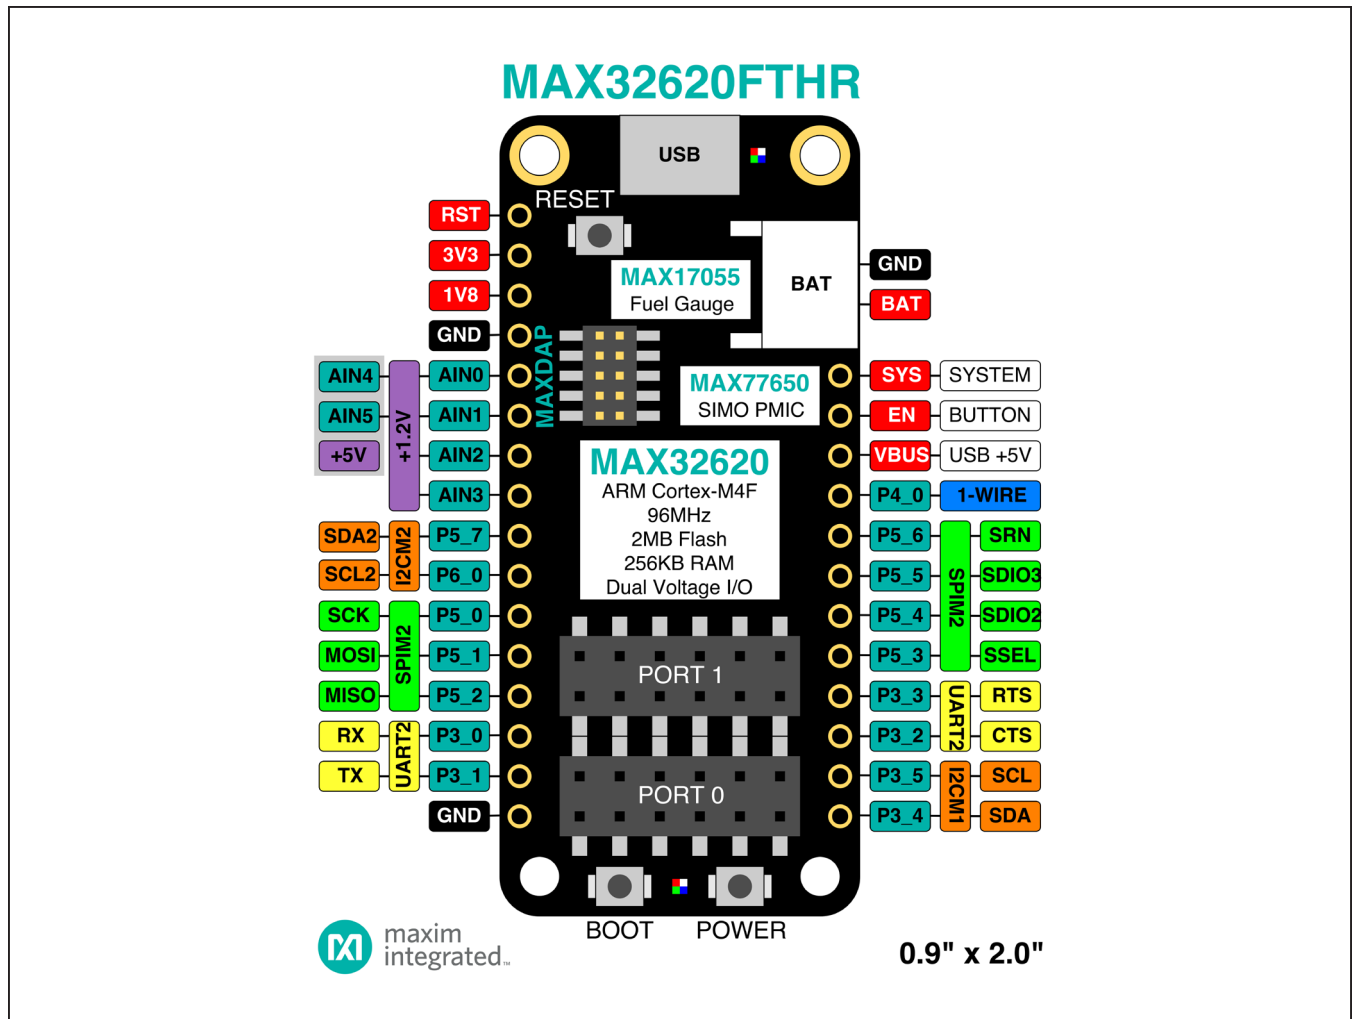 MAX32620FTHR
USB
RESET
RST
3V3
1V8
GND
MAX17055
Fuel Gauge
BAT
GND
BAT
MAXDAP
AIN4
AIN5
+5V
+1.2V
AIN0
AIN1
AIN2
AIN3
MAX77650
SIMO PMIC
SYS SYSTEM
EN BUTTON
VBUS USB +5V
P4_0 1-WIRE
MAX32620
ARM Cortex-M4F
96MHz
2MB Flash
256KB RAM
Dual Voltage I/O
SDA2 P5_7
SCL2 P6_0
I2CM2
SCK P5_0
MOSI P5_1
MISO P5_2
SPIM2
RX P3_0
TX P3_1
UART2
GND
P5_6 SRN
P5_5 SDIO3
P5_4 SDIO2
P5_3 SSEL
SPIM2
P3_3 RTS
P3_2 CTS
UART2
P3_5 SCL
P3_4 SDA
I2CM1
PORT 1
PORT 0
BOOT POWER
maxim
integrated™
0.9" x 2.0"